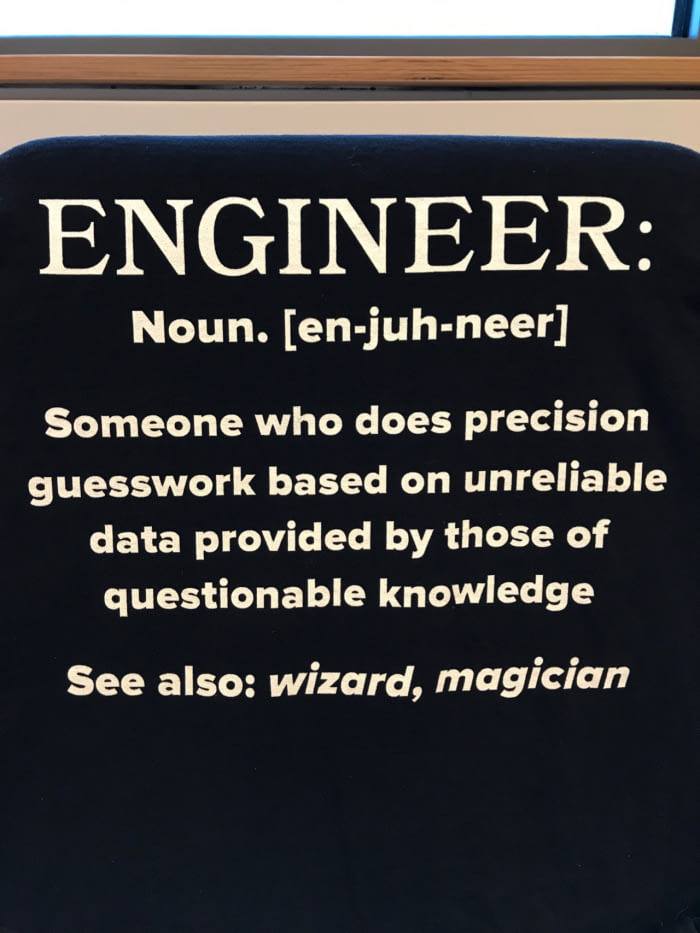 ENGINEER:
Noun. [en-juh-neer]
Someone who does precision
guesswork based on unreliable
data provided by those of
questionable knowledge
See also: wizard, magician